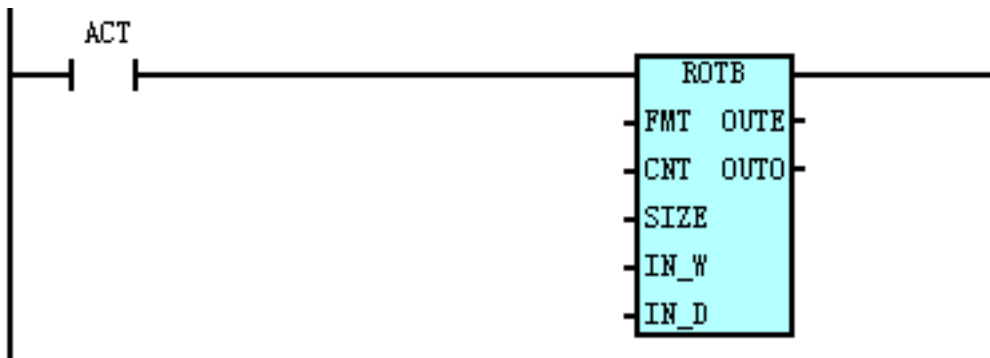 ACT
ROTB
FMT OUTE
CNT OUTO
SIZE
IN_W
IN_D